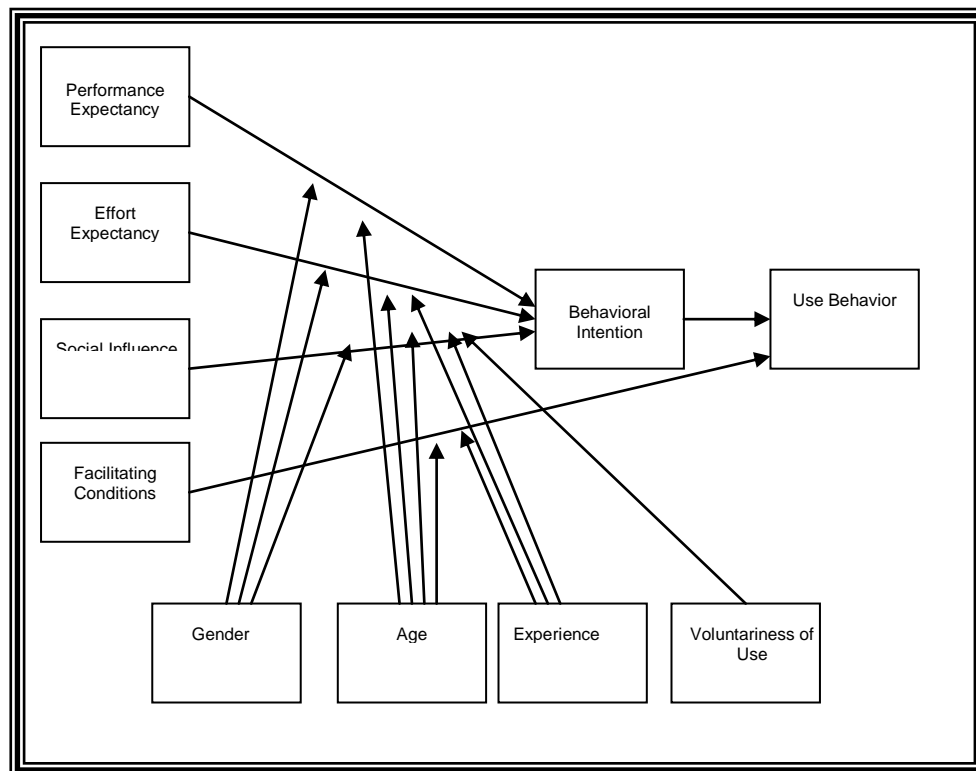 Performance
Expectancy
Effort
Expectancy
Social Influence
Facilitating
Conditions
Behavioral
Intention
Use Behavior
Gender
Age
Experience
Voluntariness of
Use